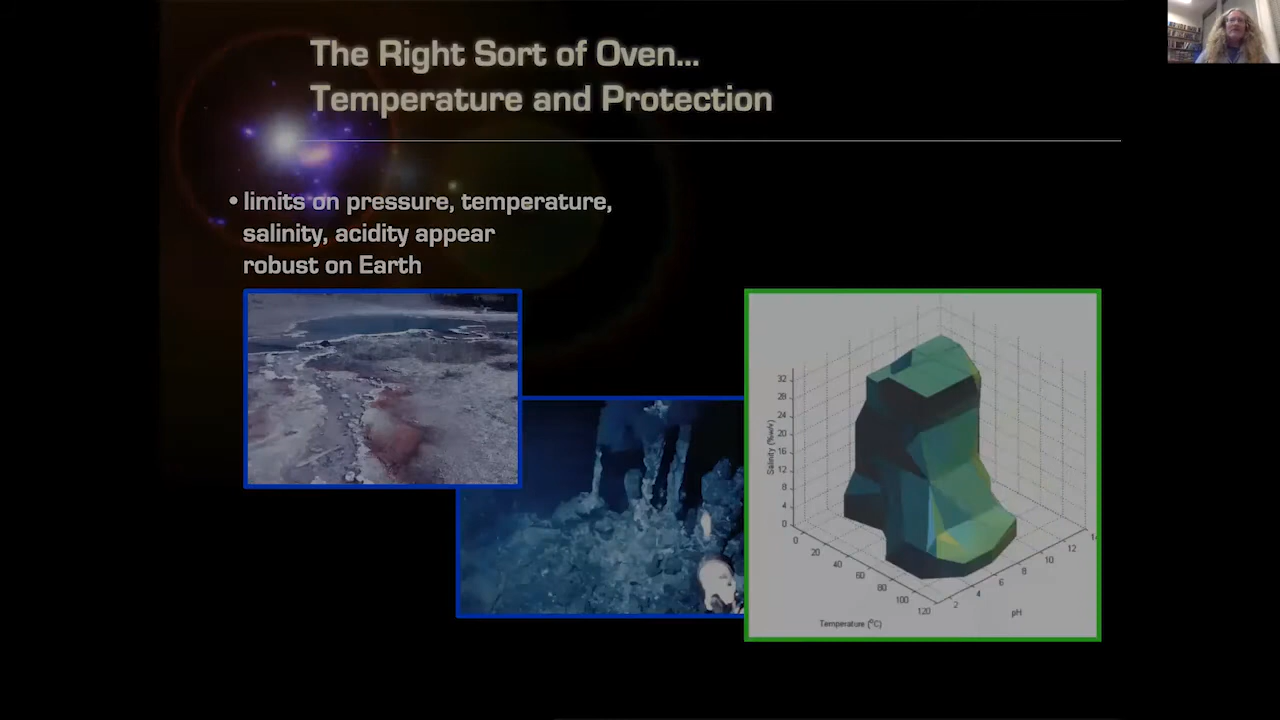 The Right Sort of Oven...
Temperature and Protection
• limits on pressure, temperature,
salinity, acidity appear
robust on Earth
32
28
24
20
16
12
8
4
0
Salinity (%w/v)
0
20
40
60
80
100
120
Temperature (°C)
2
4
6
8
10
12
pH